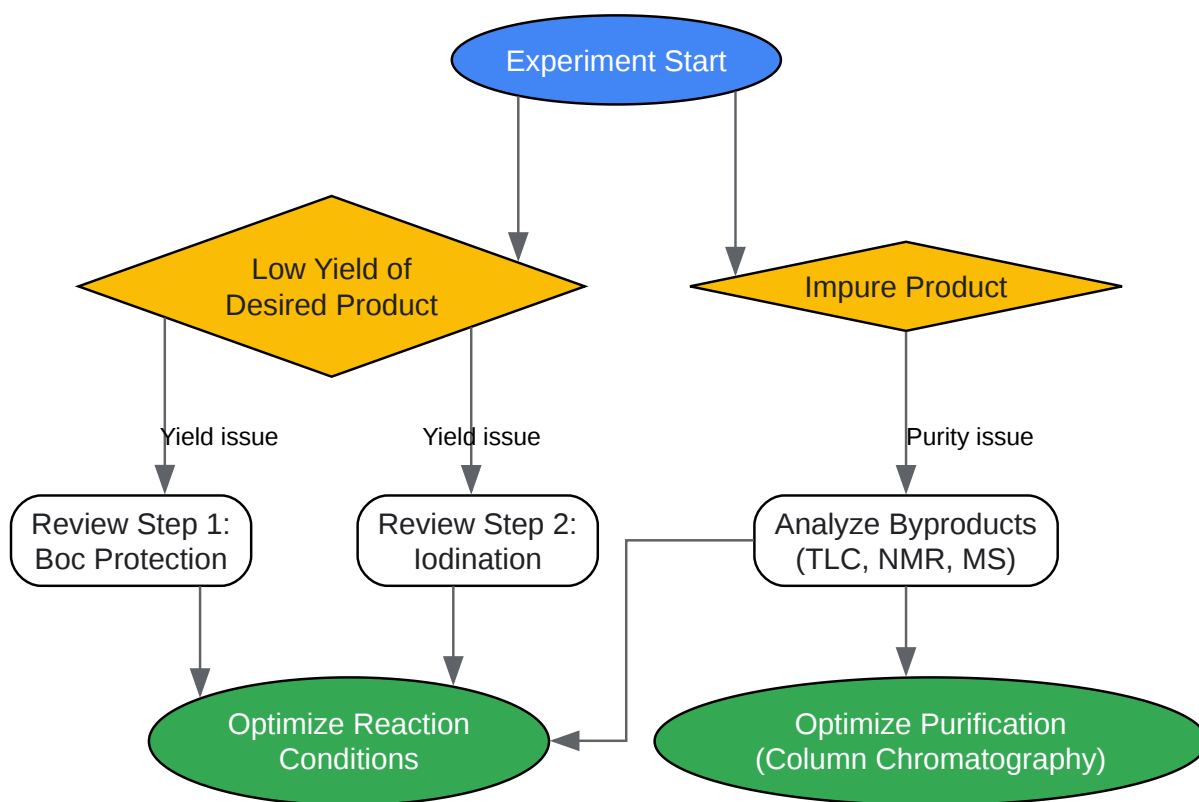 Experiment Start
Low Yield of
Desired Product
Impure Product
Yield issue
Yield issue
Purity issue
Review Step 1:
Boc Protection
Review Step 2:
Iodination
Analyze Byproducts
(TLC, NMR, MS)
Optimize Reaction
Conditions
Optimize Purification
(Column Chromatography)